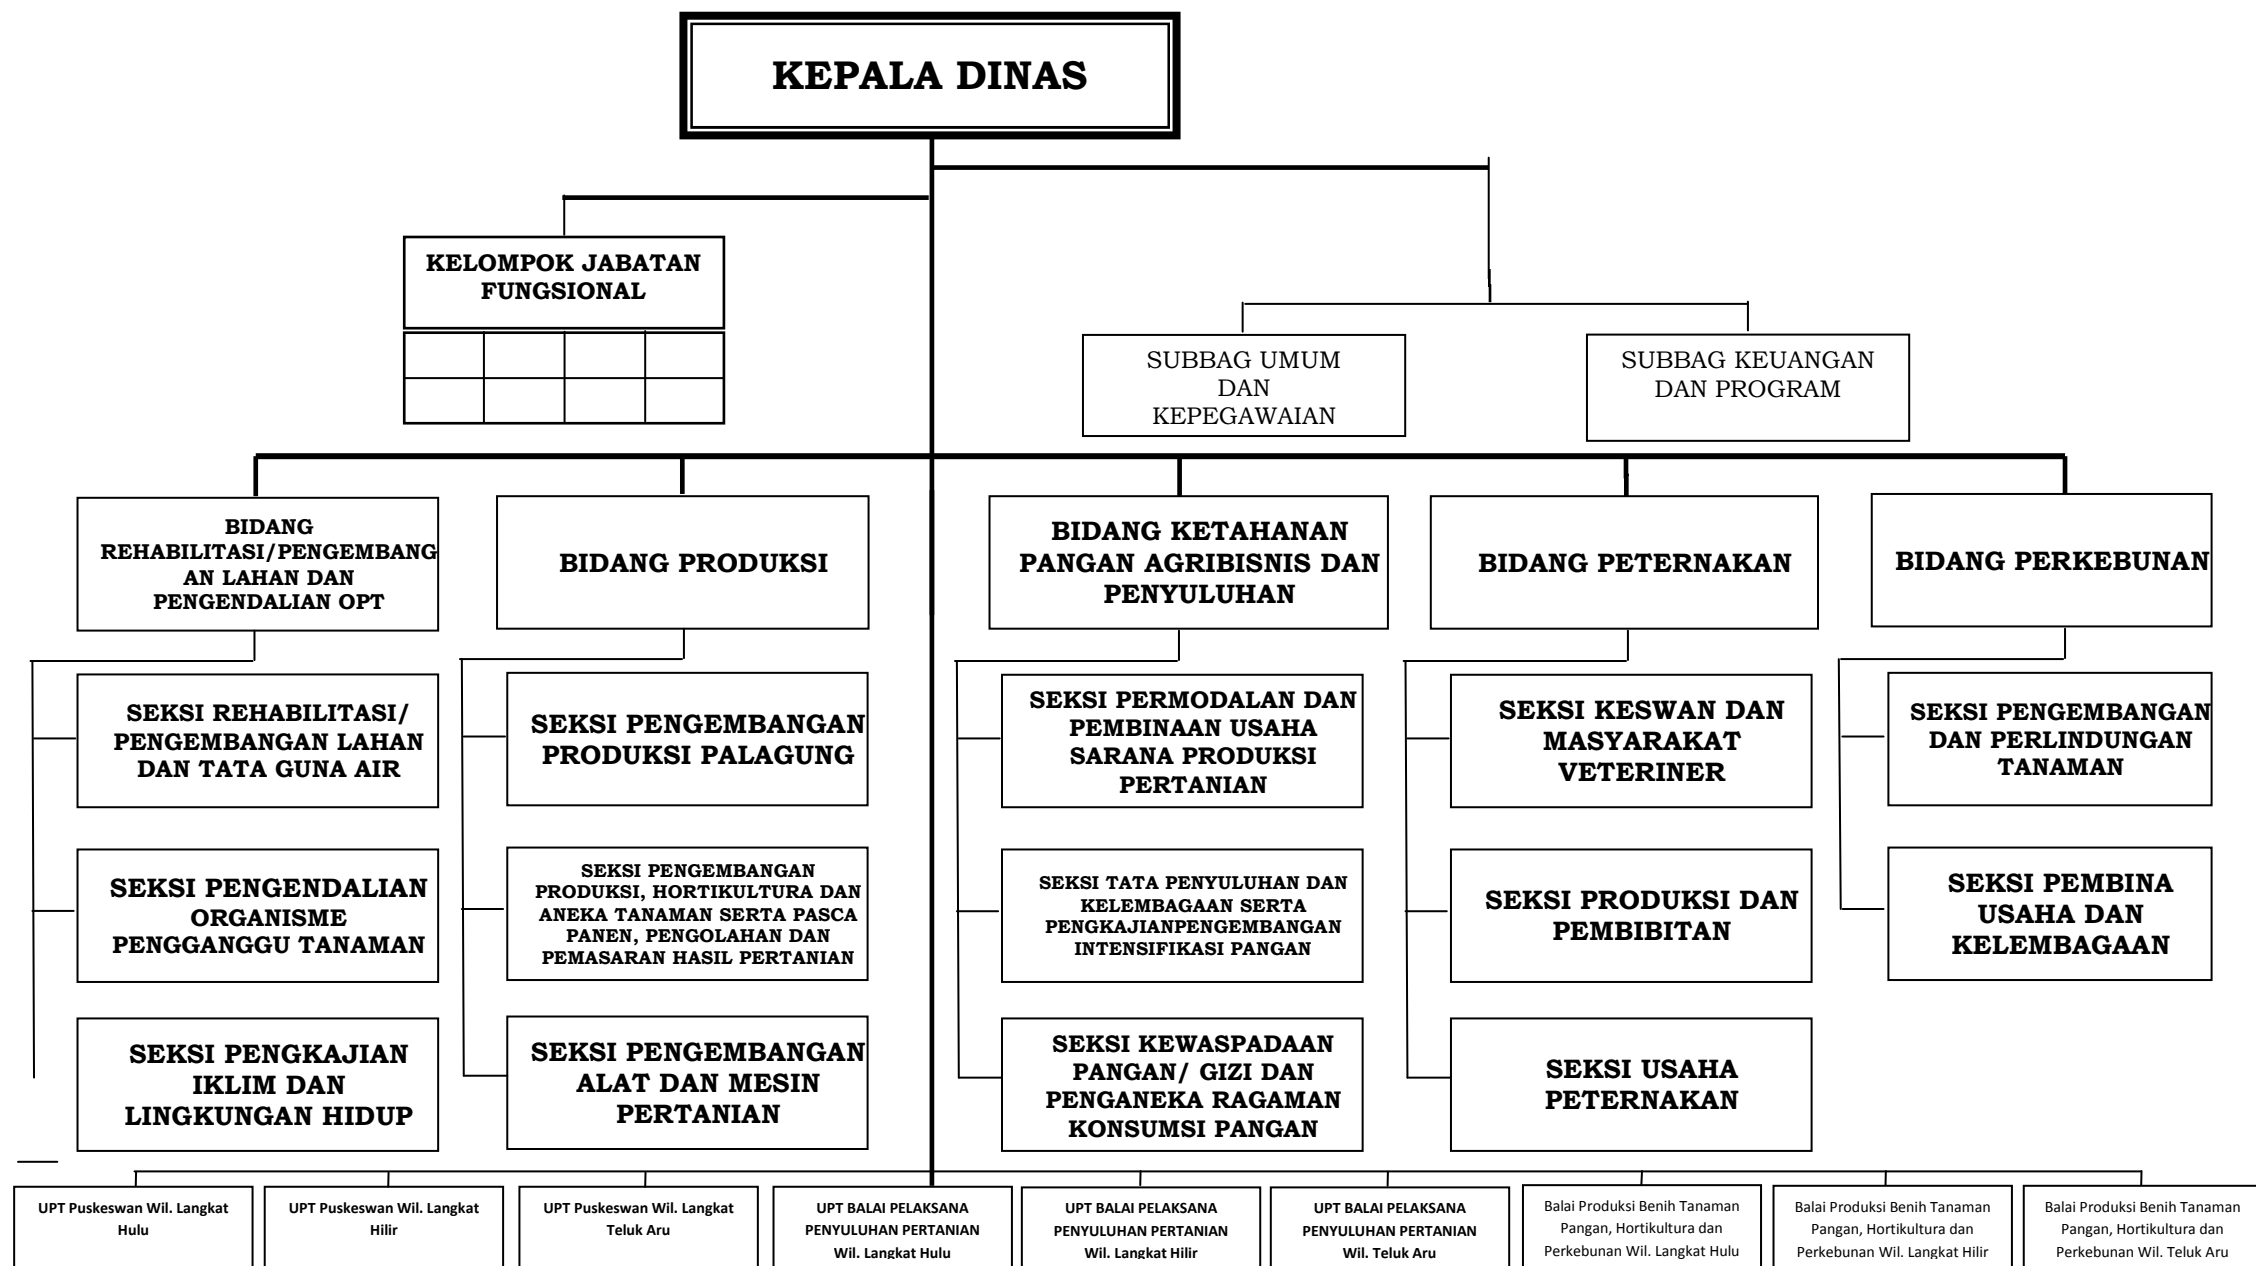 KEPALA DINAS
KELOMPOK JABATAN
FUNGSIONAL
SUBBAG UMUM
DAN
KEPEGAWAIAN
SUBBAG KEUANGAN
DAN PROGRAM
BIDANG
REHABILITASI/PENGEMBANG
AN LAHAN DAN
PENGENDALIAN OPT
BIDANG PRODUKSI
BIDANG KETAHANAN
PANGAN AGRIBISNIS DAN
PENYULUHAN
BIDANG PETERNAKAN
BIDANG PERKEBUNAN
SEKSI REHABILITASI/
PENGEMBANGAN LAHAN
DAN TATA GUNA AIR
SEKSI PENGEMBANGAN
PRODUKSI PALAGUNG
SEKSI PERMODALAN DAN
PEMBINAAN USAHA
SARANA PRODUKSI
PERTANIAN
SEKSI KESWAN DAN
MASYARAKAT
VETERINER
SEKSI PENGEMBANGAN
DAN PERLINDUNGAN
TANAMAN
SEKSI PENGENDALIAN
ORGANISME
PENGGANGGU TANAMAN
SEKSI PENGEMBANGAN
PRODUKSI, HORTIKULTURA DAN
ANEKA TANAMAN SERTA PASCA
PANEN, PENGOLAHAN DAN
PEMASARAN HASIL PERTANIAN
SEKSI TATA PENYULUHAN DAN
KELEMBAGAAN SERTA
PENGKAJIANPENGEMBANGAN
INTENSIFIKASI PANGAN
SEKSI PRODUKSI DAN
PEMBIBITAN
SEKSI PEMBINA
USAHA DAN
KELEMBAGAAN
SEKSI PENGKAJIAN
IKLIM DAN
LINGKUNGAN HIDUP
SEKSI PENGEMBANGAN
ALAT DAN MESIN
PERTANIAN
SEKSI KEWASPADAAN
PANGAN/ GIZI DAN
PENGANEKA RAGAMAN
KONSUMSI PANGAN
SEKSI USAHA
PETERNAKAN
UPT Puskeswan Wil. Langkat
Hulu
UPT Puskeswan Wil. Langkat
Hilir
UPT Puskeswan Wil. Langkat
Teluk Aru
UPT BALAI PELAKSANA
PENYULUHAN PERTANIAN
Wil. Langkat Hulu
UPT BALAI PELAKSANA
PENYULUHAN PERTANIAN
Wil. Langkat Hilir
UPT BALAI PELAKSANA
PENYULUHAN PERTANIAN
Wil. Teluk Aru
Balai Produksi Benih Tanaman
Pangan, Hortikultura dan
Perkebunan Wil. Langkat Hulu
Balai Produksi Benih Tanaman
Pangan, Hortikultura dan
Perkebunan Wil. Langkat Hilir
Balai Produksi Benih Tanaman
Pangan, Hortikultura dan
Perkebunan Wil. Teluk Aru